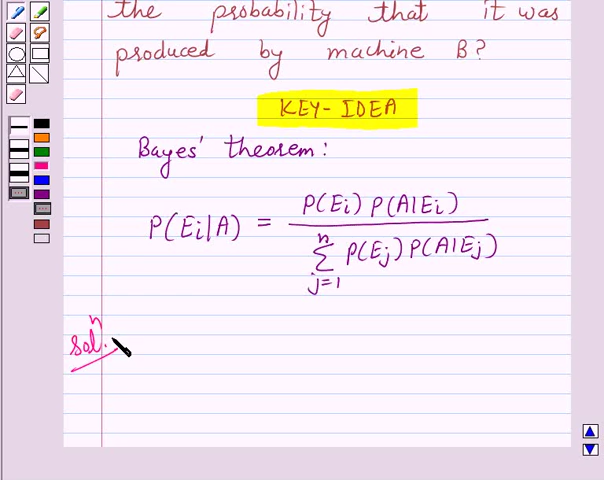 the probability that it was
produced by machine B?
KEY-IDEA
Bayes' theorem:
P(Ei|A) = P(Ei) P(A|Ei) / n Σ j=1 P(Ej) P(A|Ej)
solⁿ.